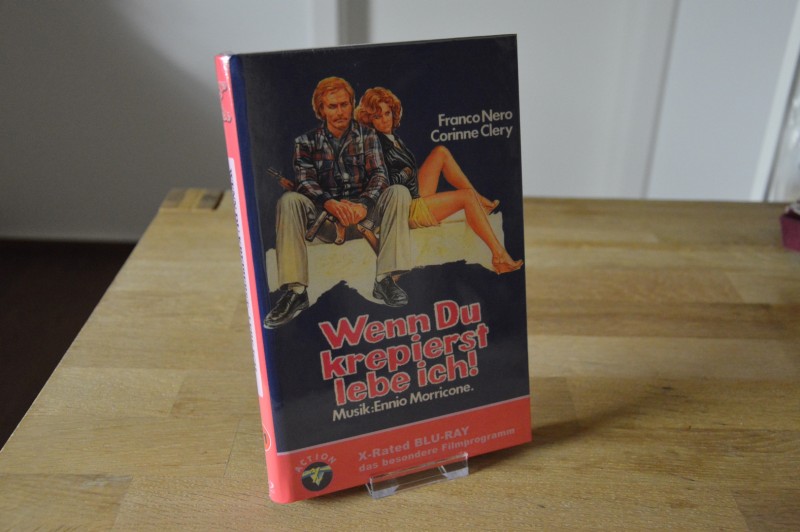 Franco Nero
Corinne Clery
Wenn Du
krepierst
lebe ich!
Musik:Ennio Morricone.
ACTION
X-Rated BLU-RAY
das besondere Filmprogramm